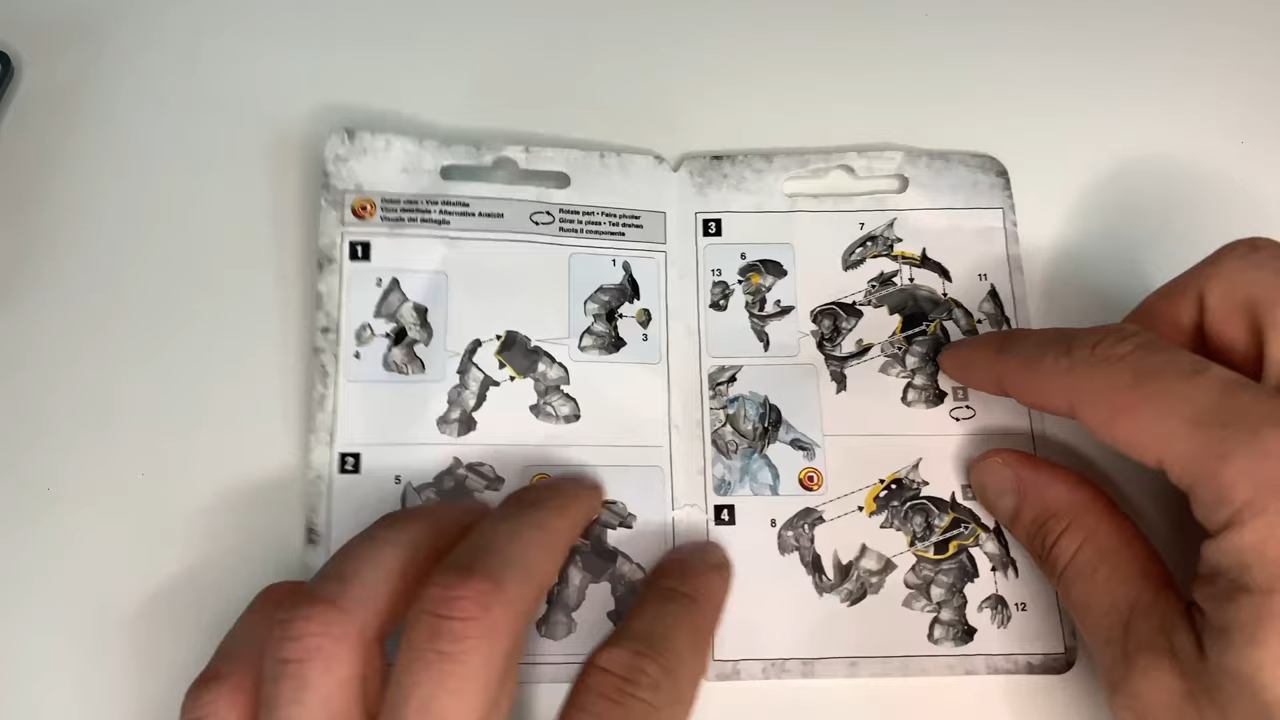 Detail view • Vue détaillée
Vista detallada • Alternative Ansicht
Visuale del dettaglio
Rotate part • Faire pivoter
Girar la pieza • Teil drehen
Ruota il componente
1
2
4
1
3
2
5
3
13
6
7
11
2
4
8
12